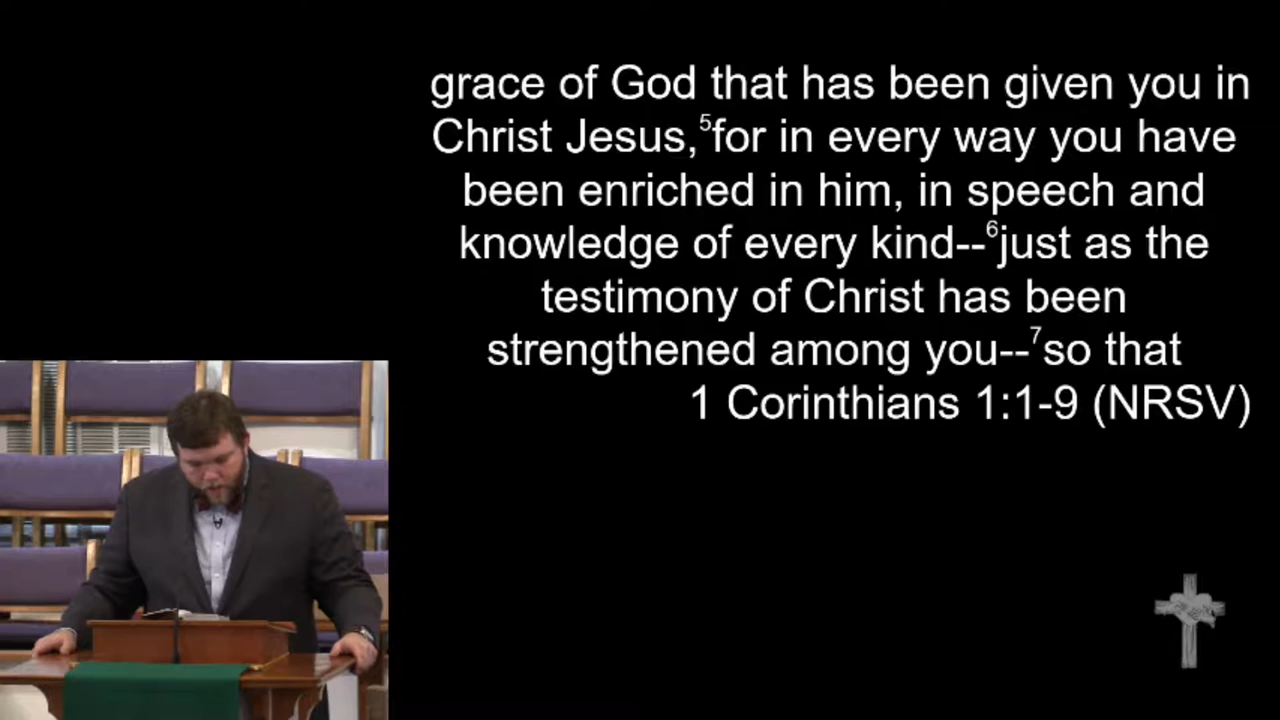 grace of God that has been given you in
Christ Jesus,⁵for in every way you have
been enriched in him, in speech and
knowledge of every kind--⁶just as the
testimony of Christ has been
strengthened among you--⁷so that
1 Corinthians 1:1-9 (NRSV)